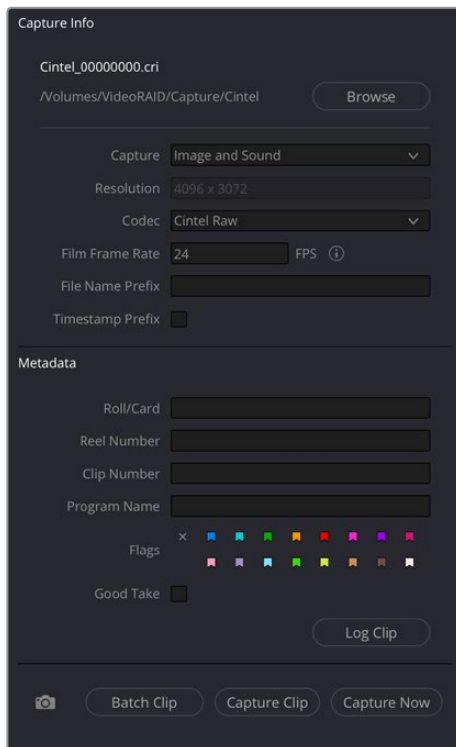 Capture Info
Cintel_00000000.cri
/Volumes/VideoRAID/Capture/Cintel
Browse
Capture Image and Sound
Resolution 4096 x 3072
Codec Cintel Raw
Film Frame Rate 24 FPS
File Name Prefix
Timestamp Prefix
Metadata
Roll/Card
Reel Number
Clip Number
Program Name
Flags
Good Take
Log Clip
Batch Clip Capture Clip Capture Now